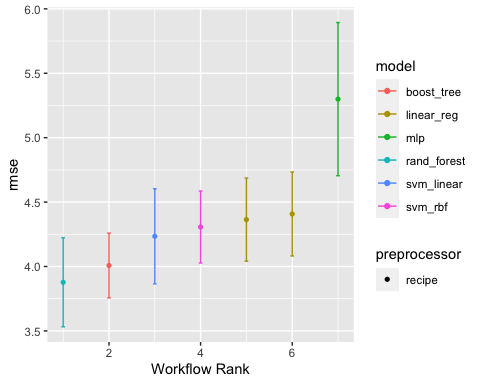 6.0
5.5
5.0
4.5
4.0
3.5
rmse
2
4
6
Workflow Rank
model
boost_tree
linear_reg
mlp
rand_forest
svm_linear
svm_rbf
preprocessor
recipe